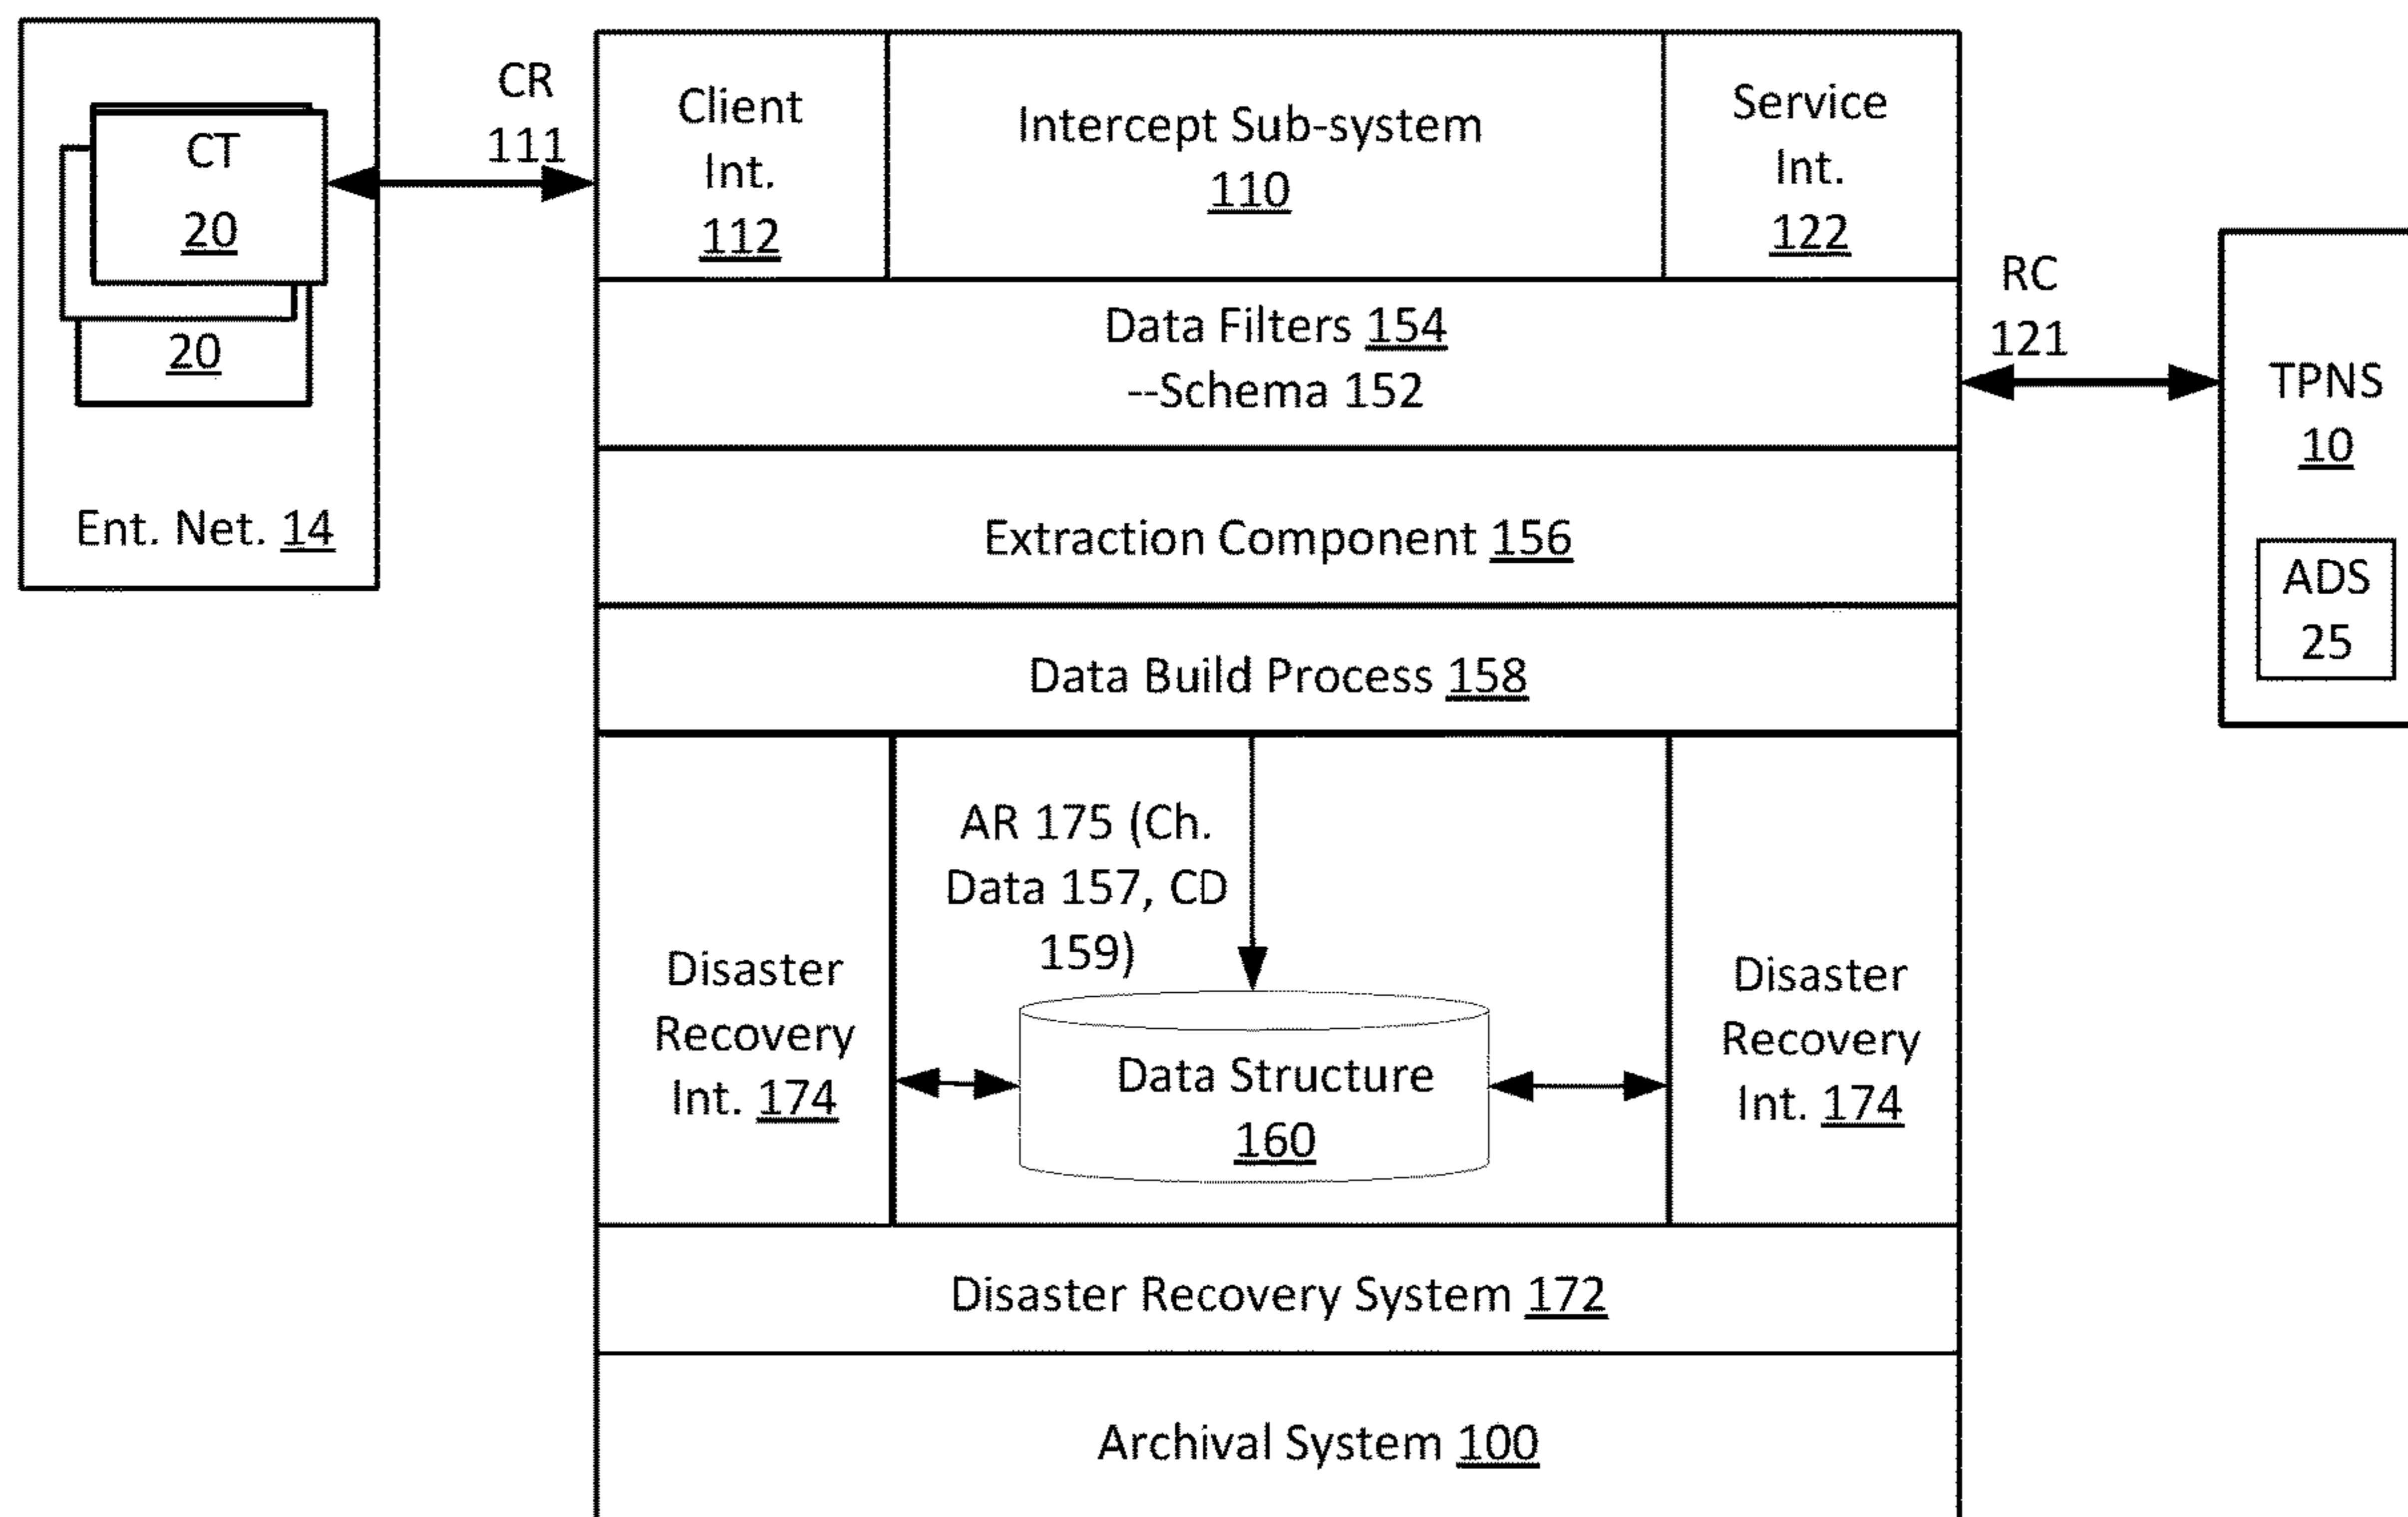 CT
20
20
Ent. Net. 14
CR
111
Client
Int.
112
Intercept Sub-system
110
Service
Int.
122
Data Filters 154
--Schema 152
Extraction Component 156
Data Build Process 158
AR 175 (Ch.
Data 157, CD
159)
Disaster
Recovery
Int. 174
Data Structure
160
Disaster
Recovery
Int. 174
Disaster Recovery System 172
Archival System 100
RC
121
TPNS
10
ADS
25